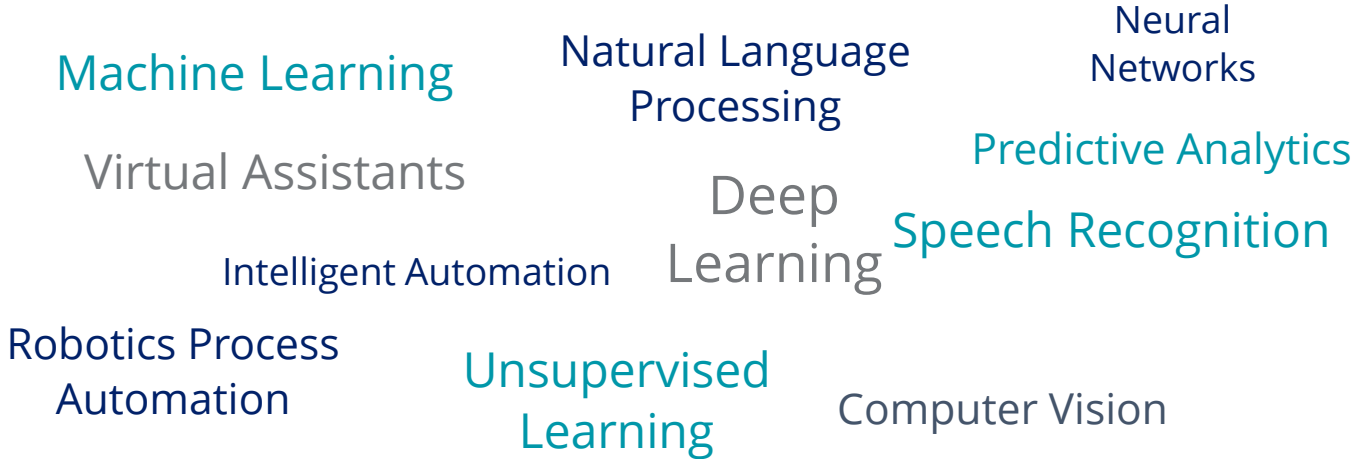 Machine Learning
Natural Language
Processing
Neural
Networks
Virtual Assistants
Deep
Learning
Predictive Analytics
Speech Recognition
Intelligent Automation
Robotics Process
Automation
Unsupervised
Learning
Computer Vision